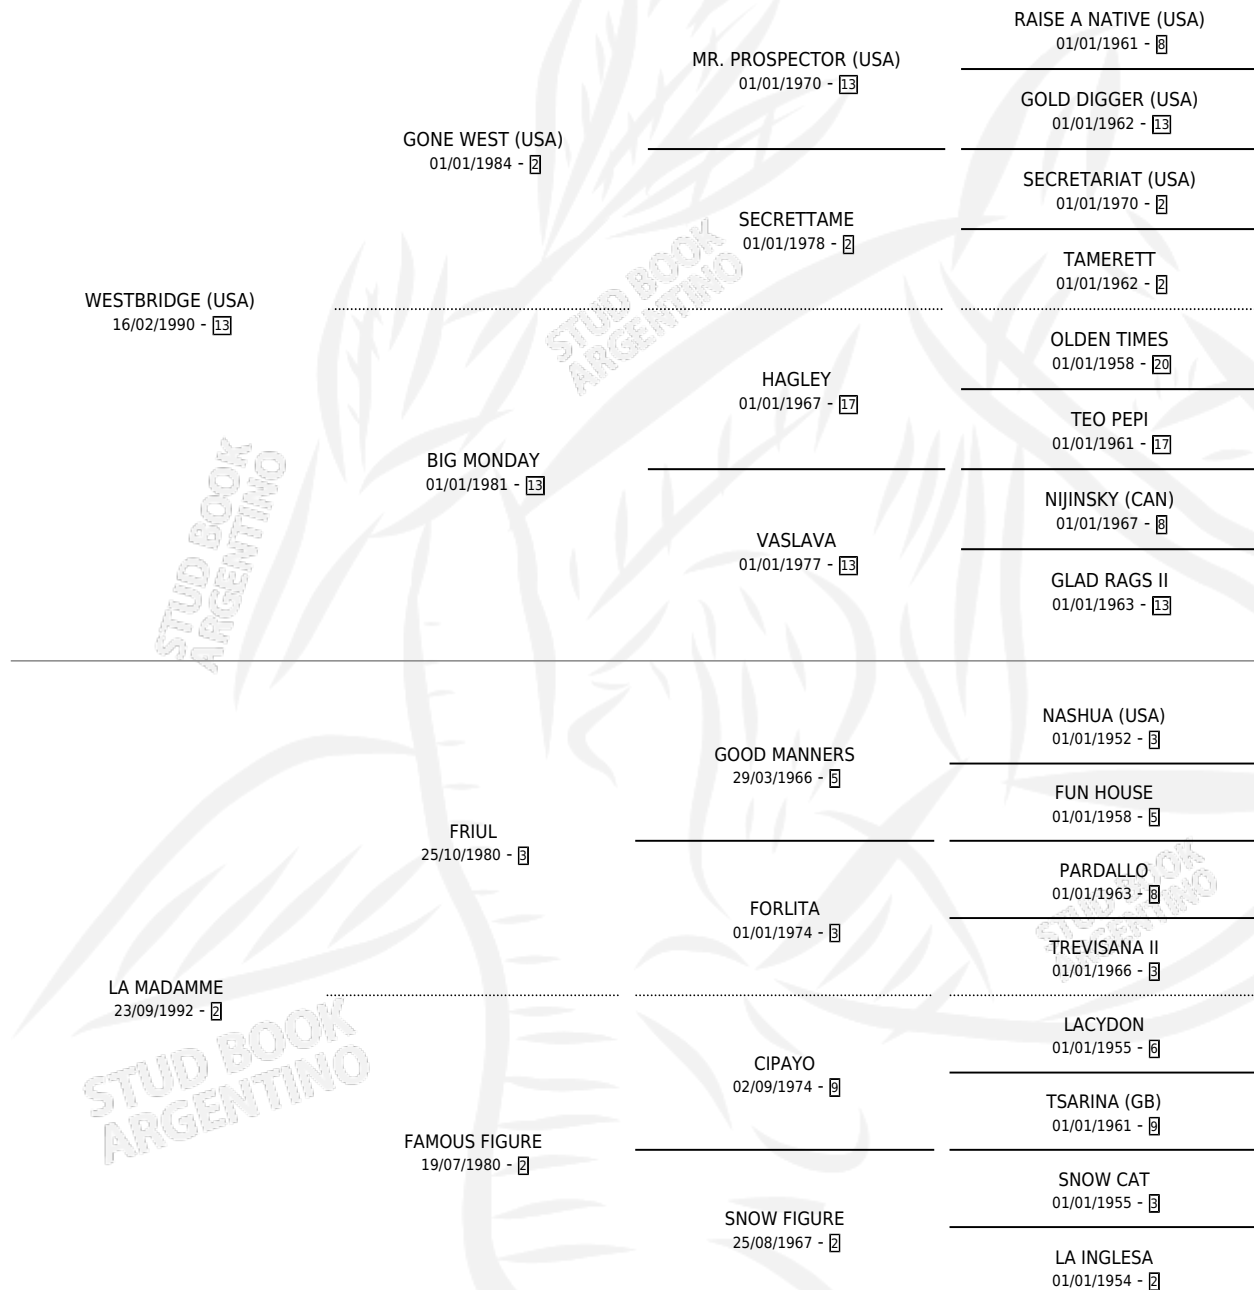 RAISE A NATIVE (USA)
01/01/1961 - 8
MR. PROSPECTOR (USA)
01/01/1970 - 13
GOLD DIGGER (USA)
01/01/1962 - 13
GONE WEST (USA)
01/01/1984 - 2
SECRETARIAT (USA)
01/01/1970 - 2
SECRETTAME
01/01/1978 - 2
TAMERETT
01/01/1962 - 2
WESTBRIDGE (USA)
16/02/1990 - 13
OLDEN TIMES
01/01/1958 - 20
HAGLEY
01/01/1967 - 17
TEO PEPI
01/01/1961 - 17
BIG MONDAY
01/01/1981 - 13
NIJINSKY (CAN)
01/01/1967 - 8
VASLAVA
01/01/1977 - 13
GLAD RAGS II
01/01/1963 - 13
NASHUA (USA)
01/01/1952 - 3
GOOD MANNERS
29/03/1966 - 5
FUN HOUSE
01/01/1958 - 5
FRIUL
25/10/1980 - 3
PARDALLO
01/01/1963 - 8
FORLITA
01/01/1974 - 3
TREVISANA II
01/01/1966 - 3
LA MADAMME
23/09/1992 - 2
LACYDON
01/01/1955 - 6
CIPAYO
02/09/1974 - 9
TSARINA (GB)
01/01/1961 - 9
FAMOUS FIGURE
19/07/1980 - 2
SNOW CAT
01/01/1955 - 3
SNOW FIGURE
25/08/1967 - 2
LA INGLESA
01/01/1954 - 2
STUD BOOK
ARGENTINO
STUD BOOK
ARGENTINO
STUD BOOK
ARGENTINO
STUD BOOK
ARGENTINO